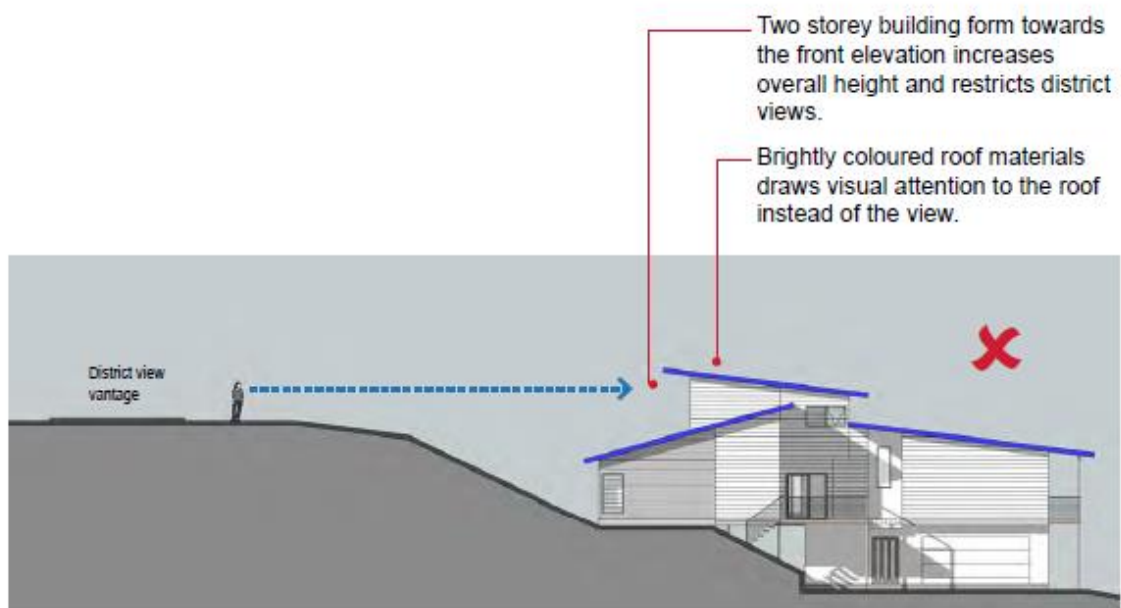 Two storey building form towards
the front elevation increases
overall height and restricts district
views.
Brightly coloured roof materials
draws visual attention to the roof
instead of the view.
District view
vantage